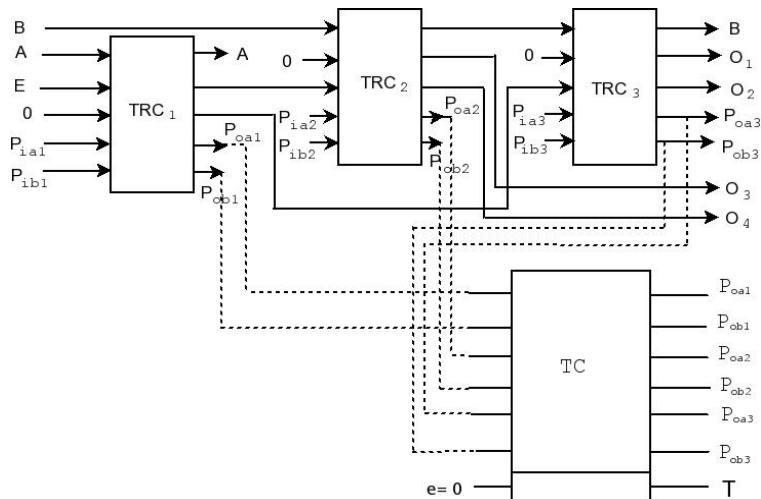 B B
A A 0 0 O₁
E TRC₁ TRC₂ TRC₃ O₂
0 Pia2 Poa2 Pia3 Poa3
Pia1 Poa1 Pib2 Pob2 Pib3 Pob3
Pib1 Pob1 O₃
O₄
Poa1
Pob1
TC Poa2
Pob2
Poa3
Pob3
e= 0 T